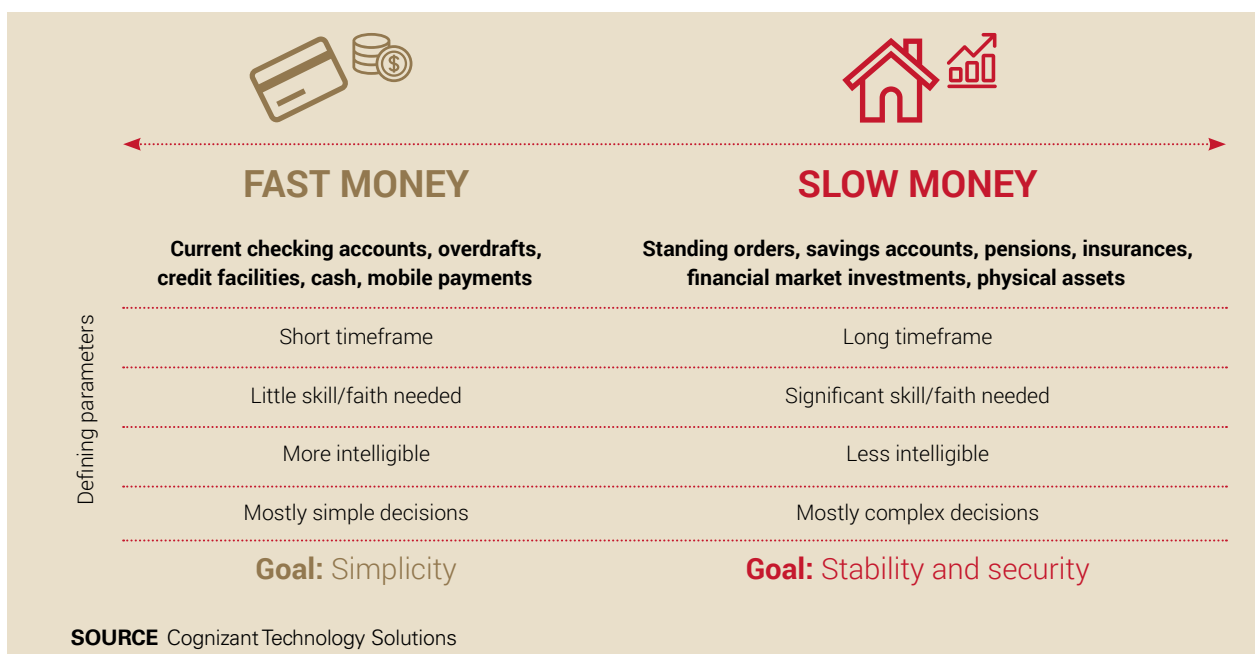 $
FAST MONEY
SLOW MONEY
Current checking accounts, overdrafts,
credit facilities, cash, mobile payments
Standing orders, savings accounts, pensions, insurances,
financial market investments, physical assets
Defining parameters
Short timeframe
Long timeframe
Little skill/faith needed
Significant skill/faith needed
More intelligible
Less intelligible
Mostly simple decisions
Mostly complex decisions
Goal: Simplicity
Goal: Stability and security
SOURCE Cognizant Technology Solutions